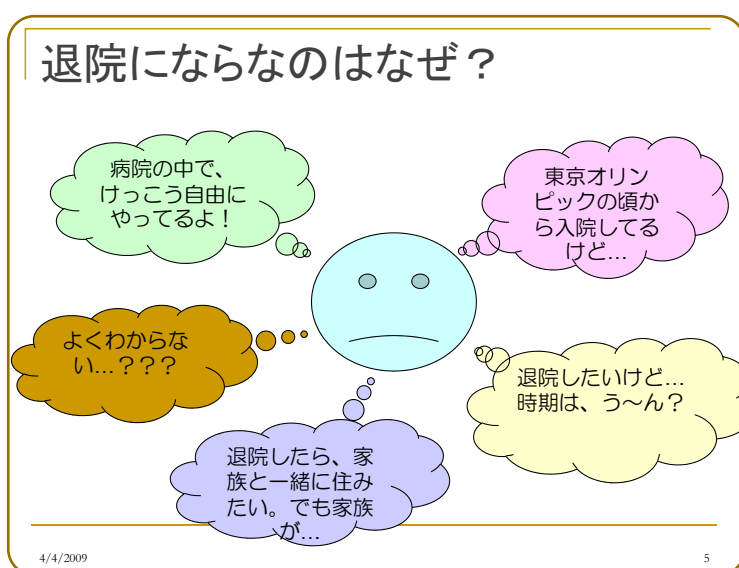 退院にならなのはなぜ？
病院の中で、
けっこう自由に
やってるよ！
東京オリン
ピックの頃か
ら入院してる
けど…
よくわからな
い…？？？
退院したいけど…
時期は、う～ん？
退院したら、家
族と一緒に住み
たい。でも家族
が…
4/4/2009
5